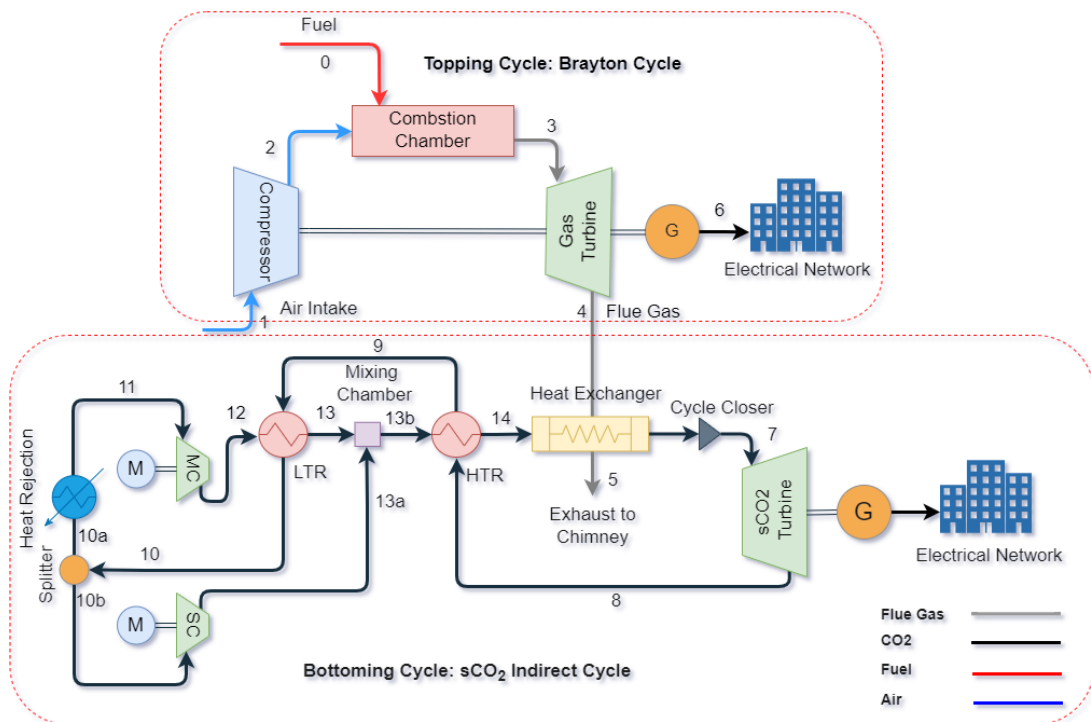 Fuel
0
Topping Cycle: Brayton Cycle
Combstion
Chamber
2
3
Compressor
Gas
Turbine
G
6
Electrical Network
Air Intake
1
4
Flue Gas
9
Mixing
Chamber
Heat Exchanger
Cycle Closer
11
12
13
13b
14
7
M
MC
LTR
HTR
Heat Rejection
13a
5
Exhaust to
Chimney
sCO2
Turbine
G
Electrical Network
10a
10
Splitter
10b
M
SC
8
Bottoming Cycle: sCO₂ Indirect Cycle
Flue Gas
CO2
Fuel
Air